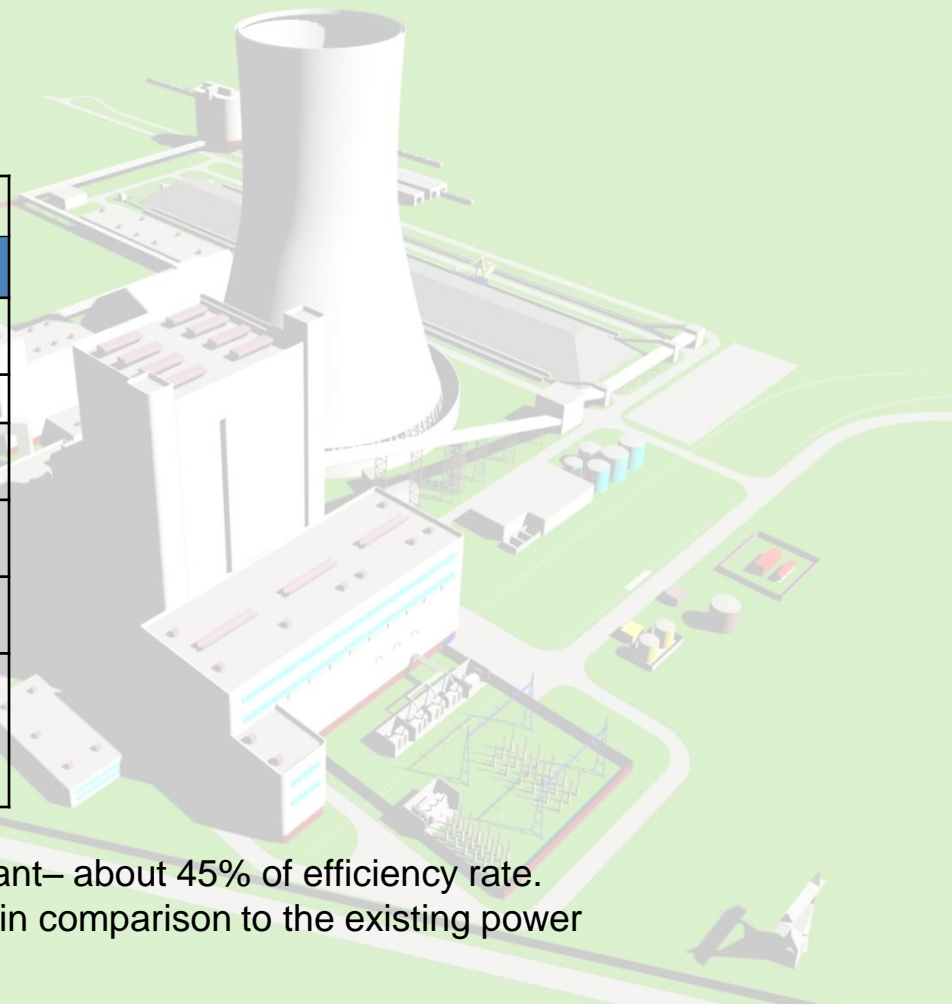 ant– about 45% of efficiency rate.
in comparison to the existing power